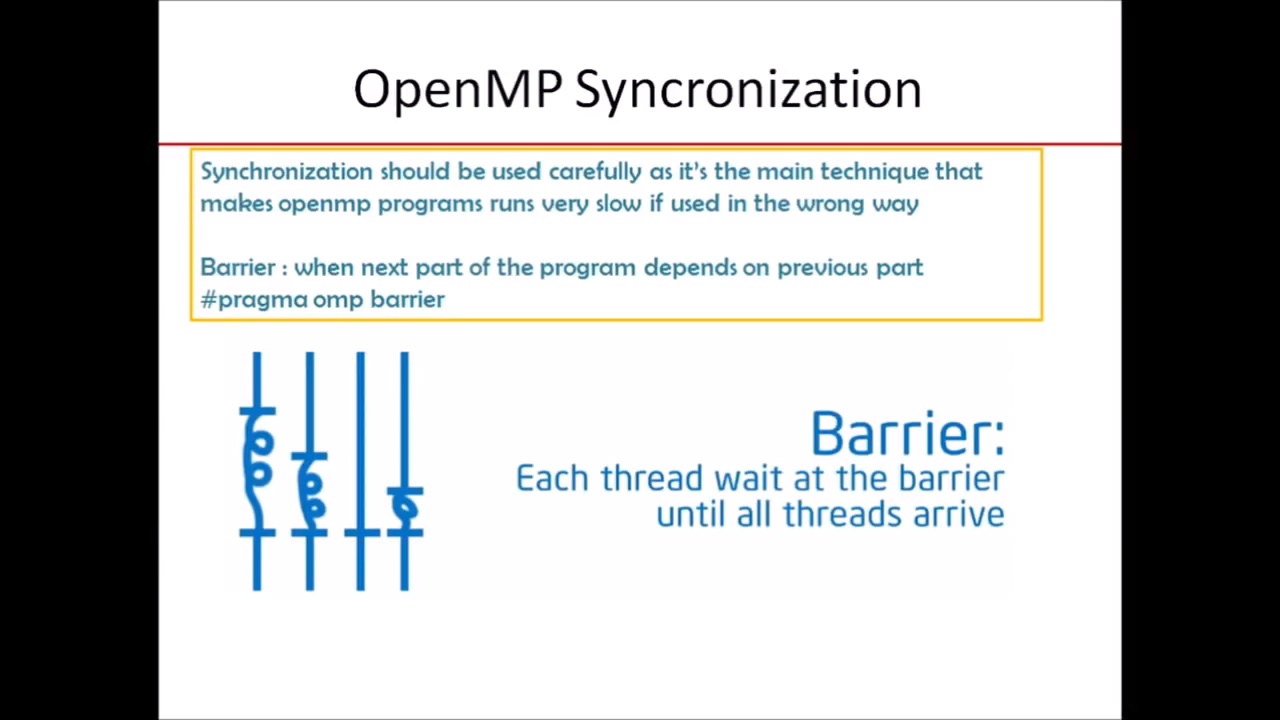 OpenMP Syncronization
Synchronization should be used carefully as it's the main technique that
makes openmp programs runs very slow if used in the wrong way
Barrier : when next part of the program depends on previous part
#pragma omp barrier
Barrier:
Each thread wait at the barrier
until all threads arrive